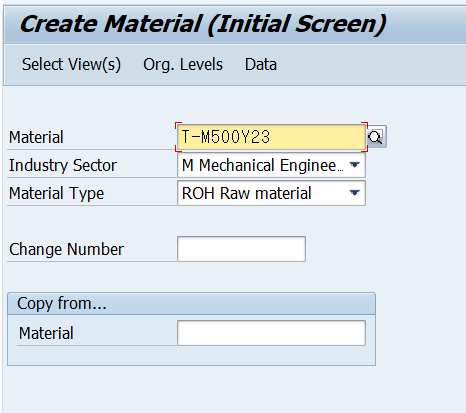 Create Material (Initial Screen)
Select View(s) Org. Levels Data
Material T-M500Y23
Industry Sector M Mechanical Enginee...
Material Type ROH Raw material
Change Number
Copy from...
Material